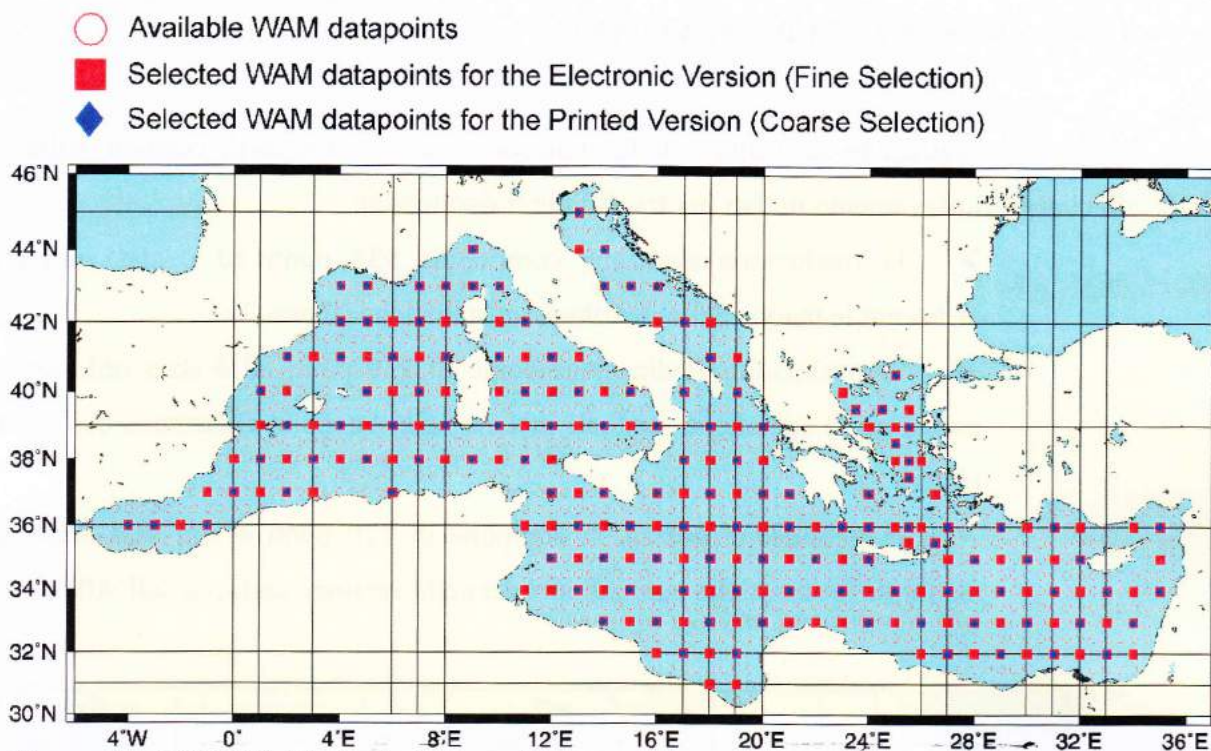 Available WAM datapoints
Selected WAM datapoints for the Electronic Version (Fine Selection)
Selected WAM datapoints for the Printed Version (Coarse Selection)
46°N
44°N
42°N
40°N
38°N
36°N
34°N
32°N
30°N
4°W 0° 4°E 8°E 12°E 16°E 20°E 24°E 28°E 32°E 36°E